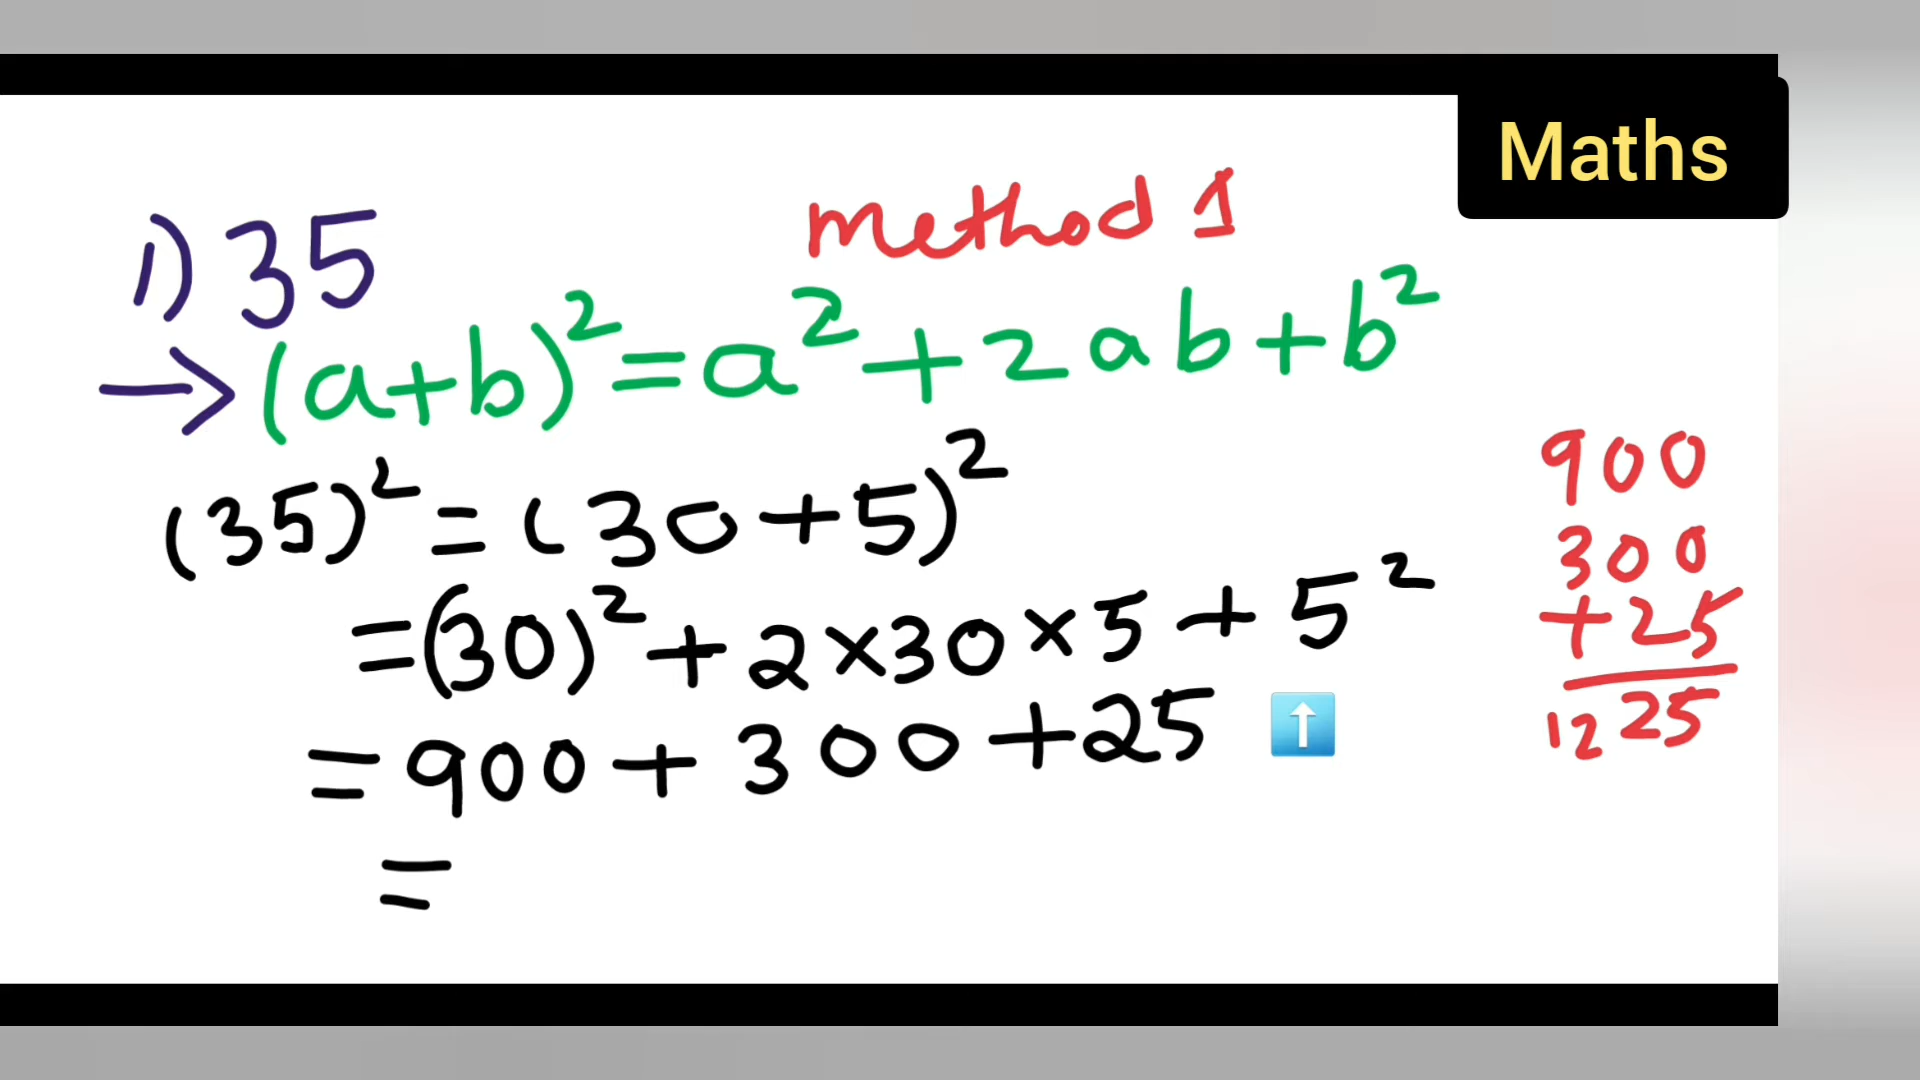 Maths
i) 35
method 1
→ (a+b)² = a² + 2ab + b²
(35)² = (30 + 5)²
= (30)² + 2 × 30 × 5 + 5²
= 900 + 300 + 25 ⬆️
=
900
300
+ 25
1225